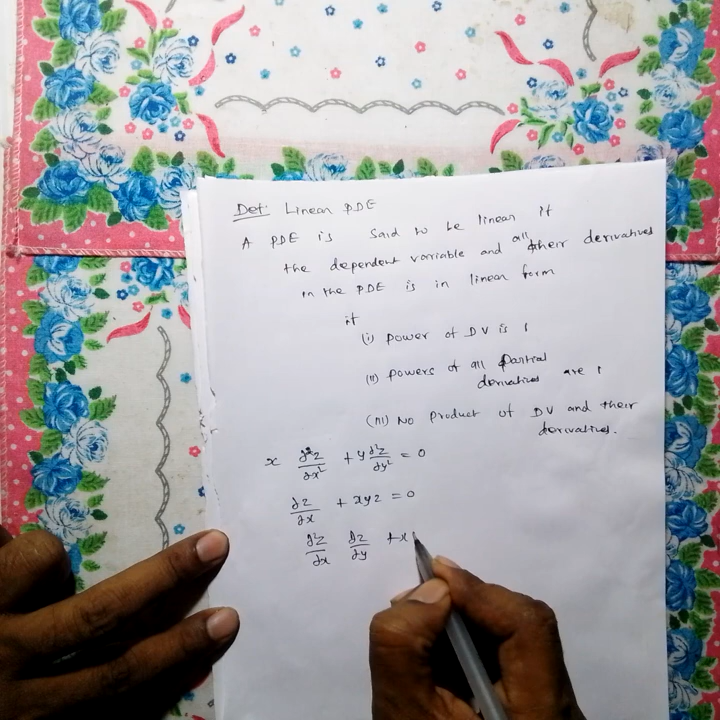 Def: Linear PDE
A PDE is said to be linear if
the dependent variable and all their derivatives
in the PDE is in linear form
if
(i) power of DV is 1
(ii) powers of all partial
derivatives are 1
(iii) No product of DV and their
derivatives.
x ∂²z/∂x² + y ∂²z/∂y² = 0
∂z/∂x + xyz = 0
∂²z/∂x ∂z/∂y + x